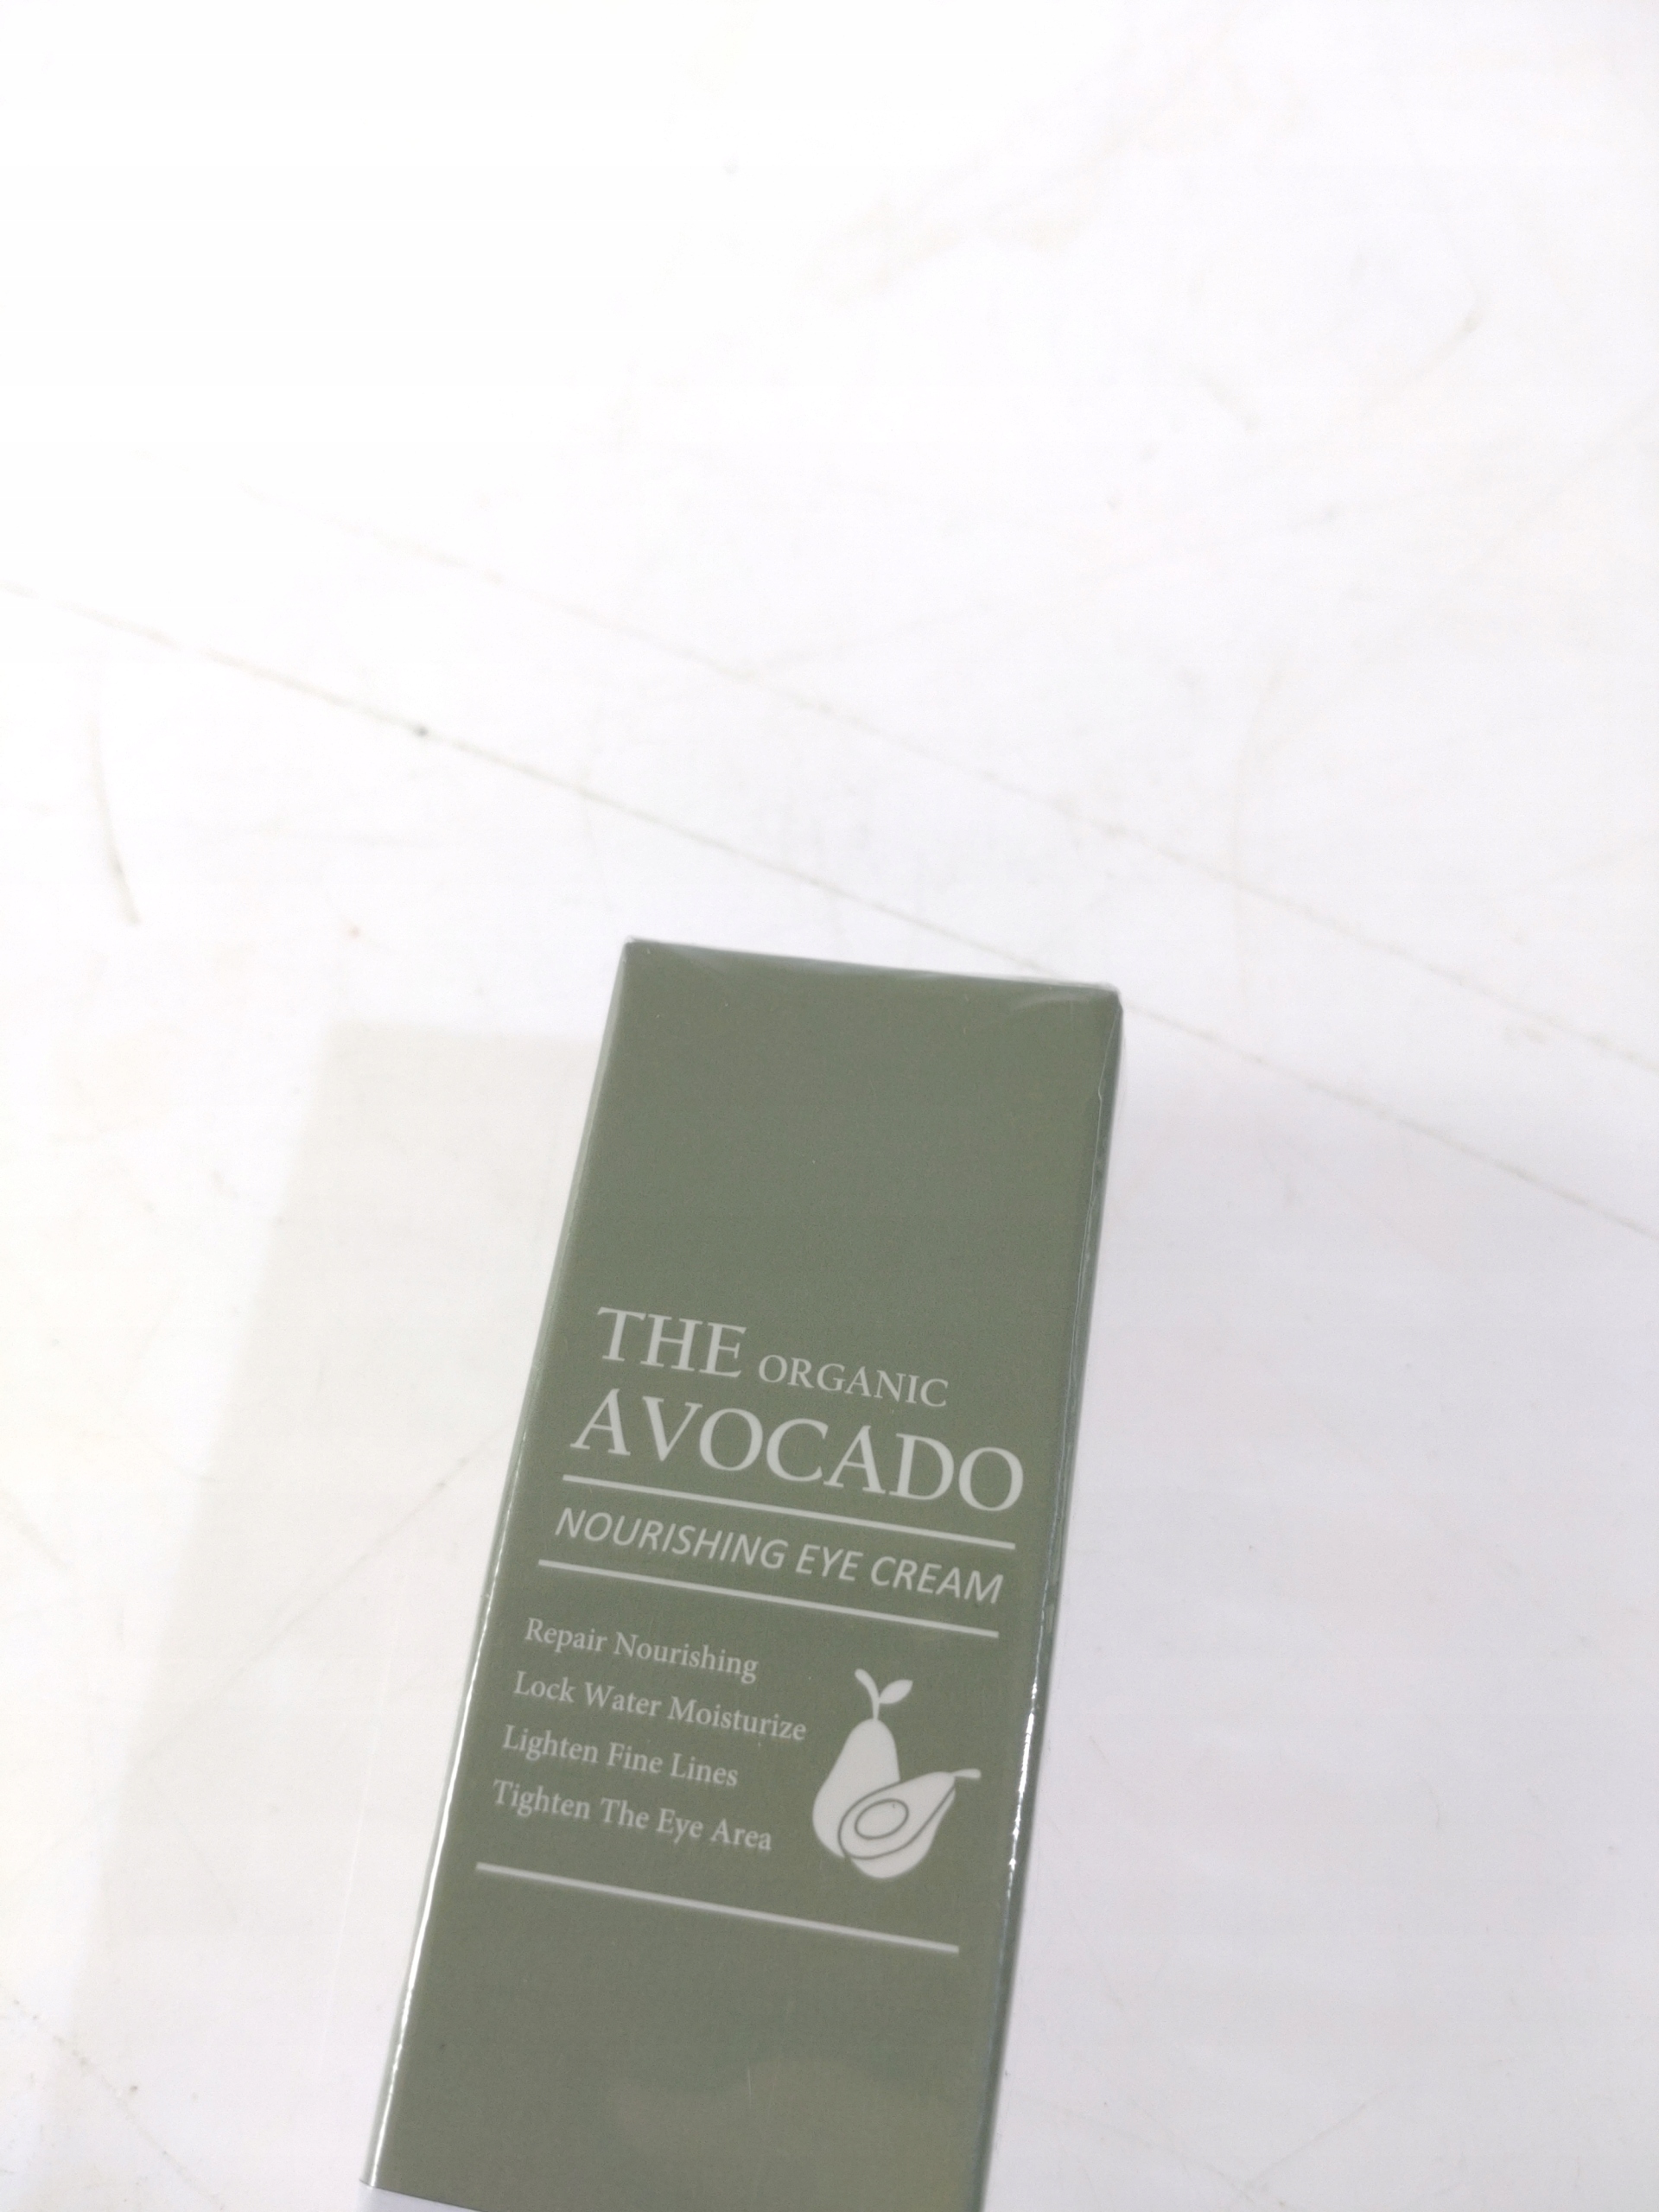 THE ORGANIC
AVOCADO
NOURISHING EYE CREAM
Repair Nourishing
Lock Water Moisturize
Lighten Fine Lines
Tighten The Eye Area